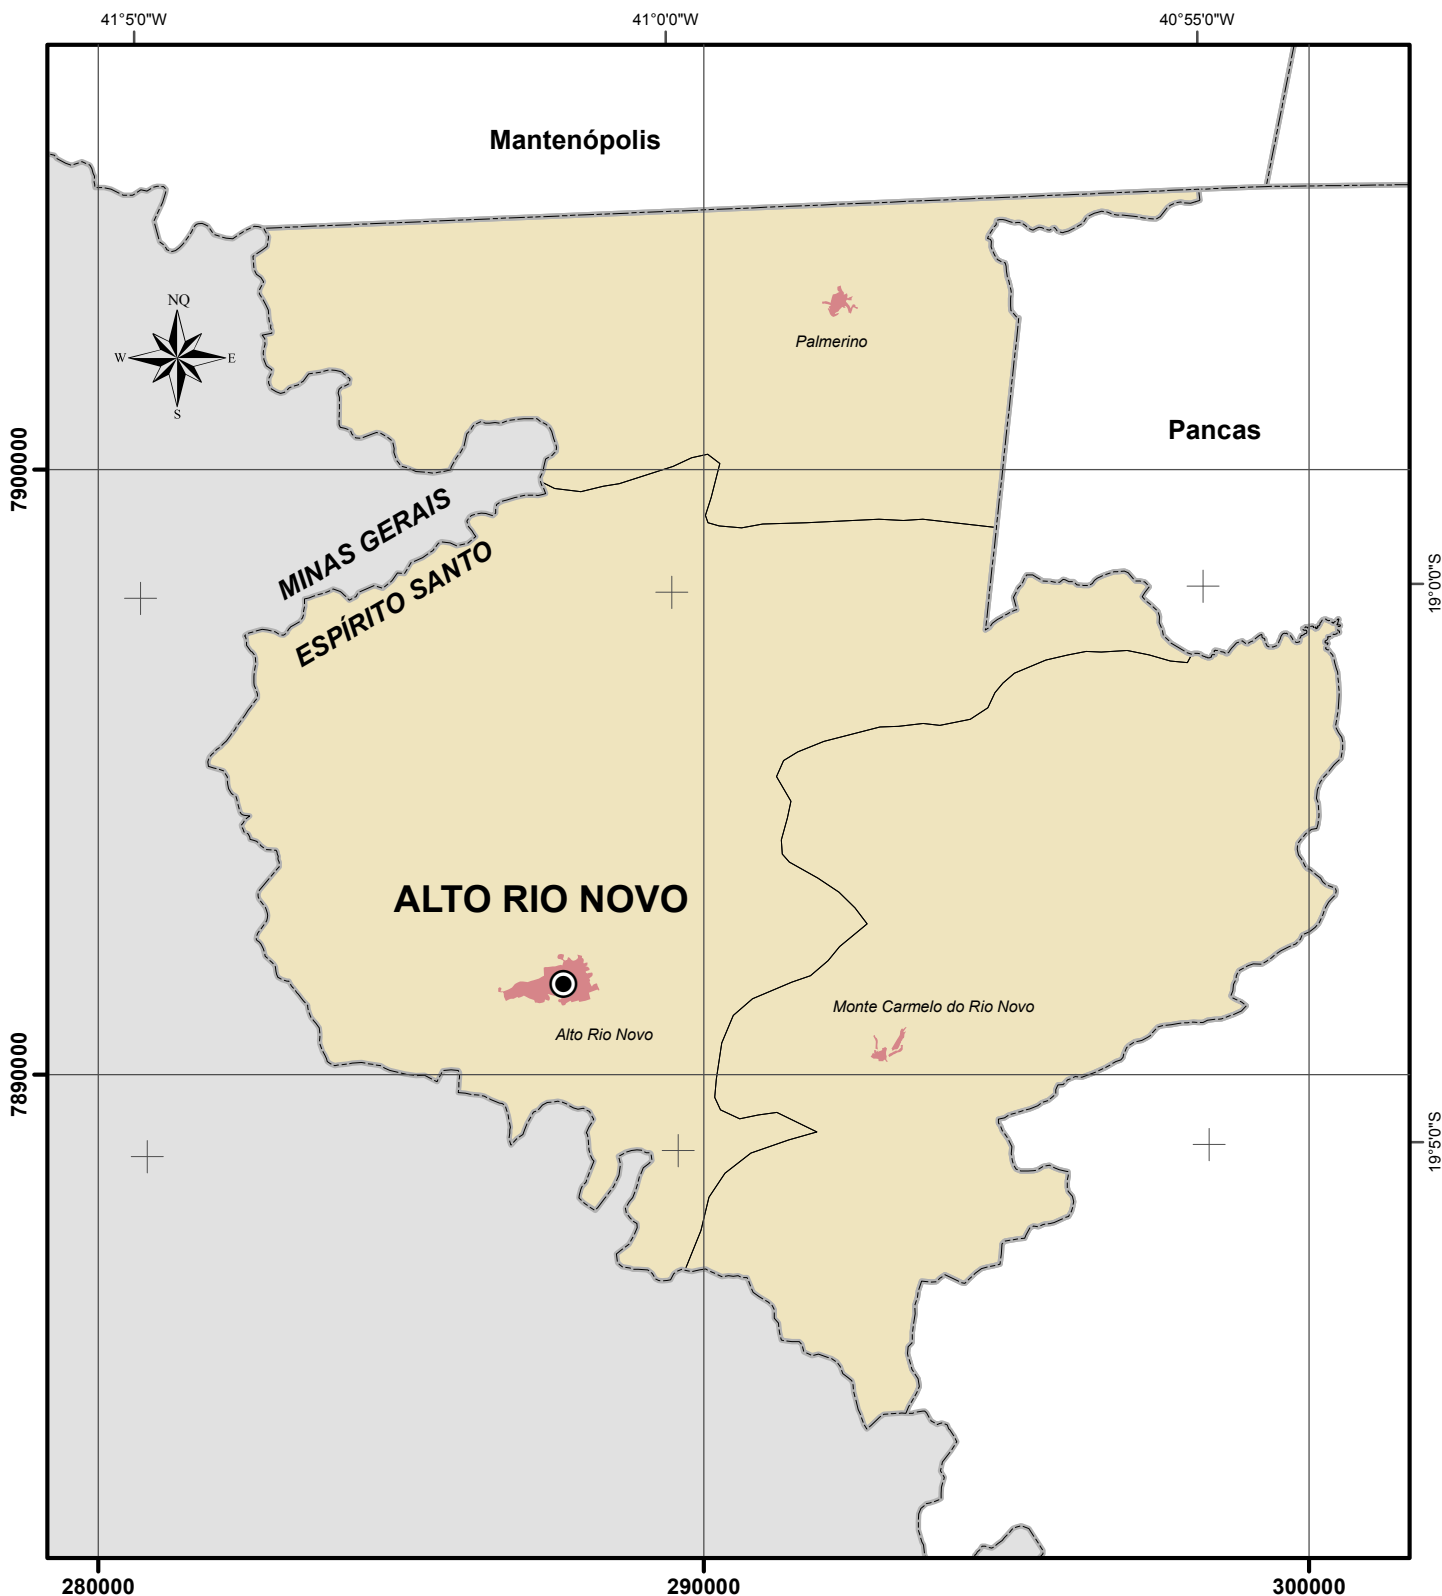 41°5'0"W
41°0'0"W
40°55'0"W
Mantenópolis
NQ
W
E
S
Palmerino
Pancas
7900000
MINAS GERAIS
ESPÍRITO SANTO
19°0'0"S
ALTO RIO NOVO
Monte Carmelo do Rio Novo
Alto Rio Novo
7890000
19°5'0"S
280000
290000
300000